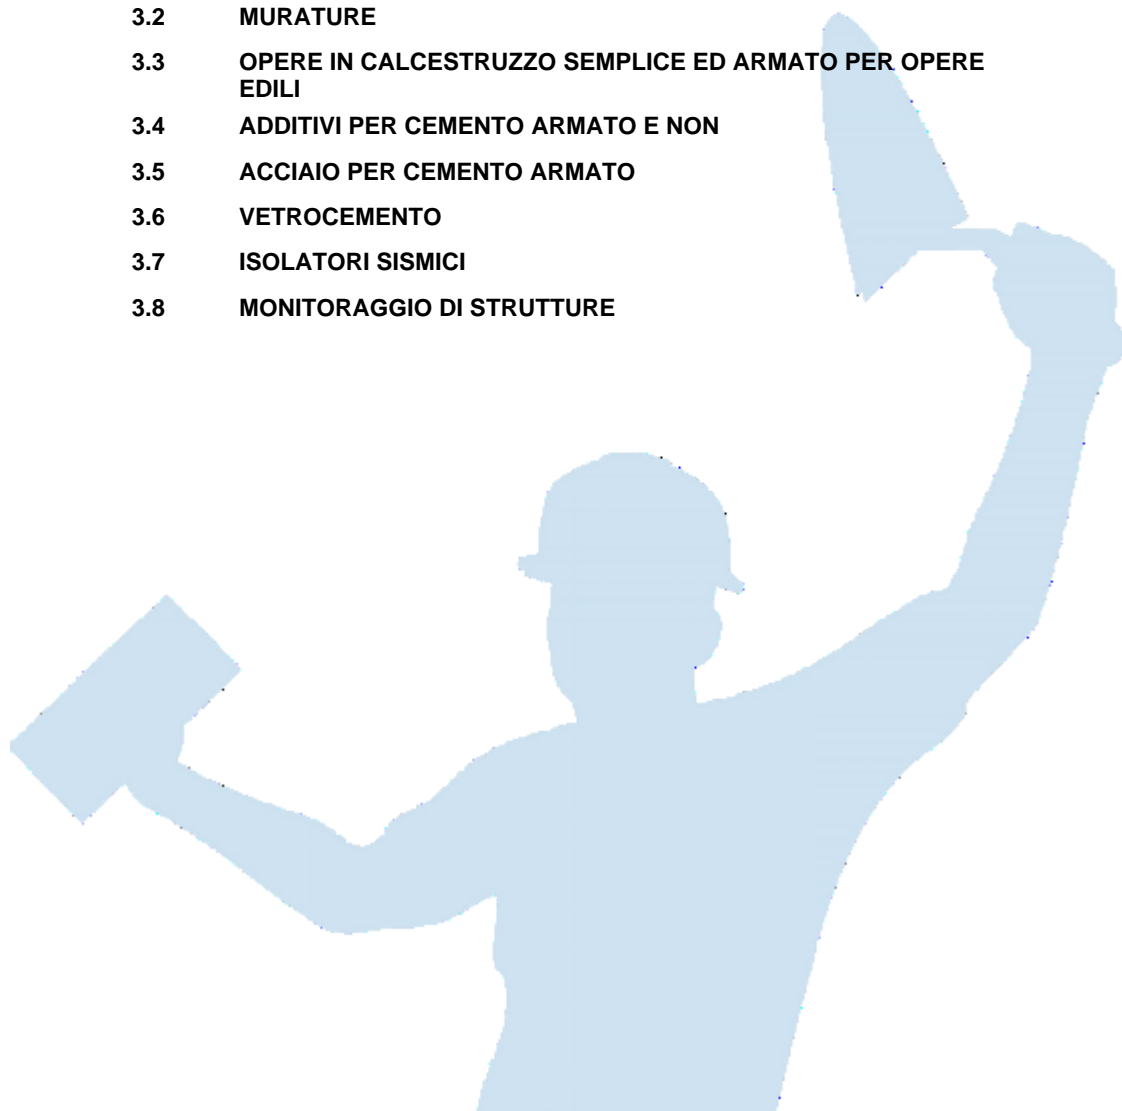 3.2 MURATURE
3.3 OPERE IN CALCESTRUZZO SEMPLICE ED ARMATO PER OPERE
EDILI
3.4 ADDITIVI PER CEMENTO ARMATO E NON
3.5 ACCIAIO PER CEMENTO ARMATO
3.6 VETROCEMENTO
3.7 ISOLATORI SISMICI
3.8 MONITORAGGIO DI STRUTTURE